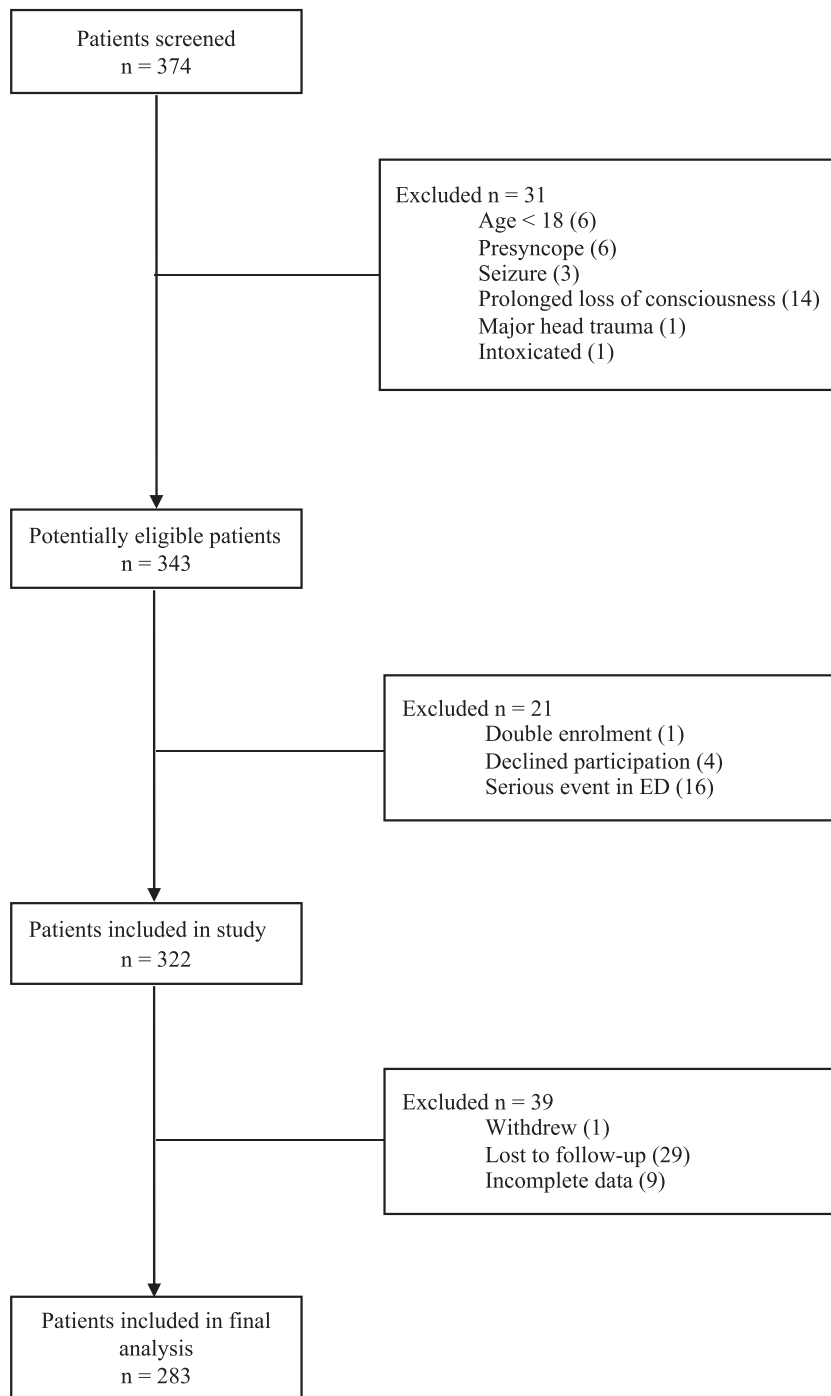 Patients screened
n = 374
Excluded n = 31
Age < 18 (6)
Presyncope (6)
Seizure (3)
Prolonged loss of consciousness (14)
Major head trauma (1)
Intoxicated (1)
Potentially eligible patients
n = 343
Excluded n = 21
Double enrolment (1)
Declined participation (4)
Serious event in ED (16)
Patients included in study
n = 322
Excluded n = 39
Withdrew (1)
Lost to follow-up (29)
Incomplete data (9)
Patients included in final
analysis
n = 283